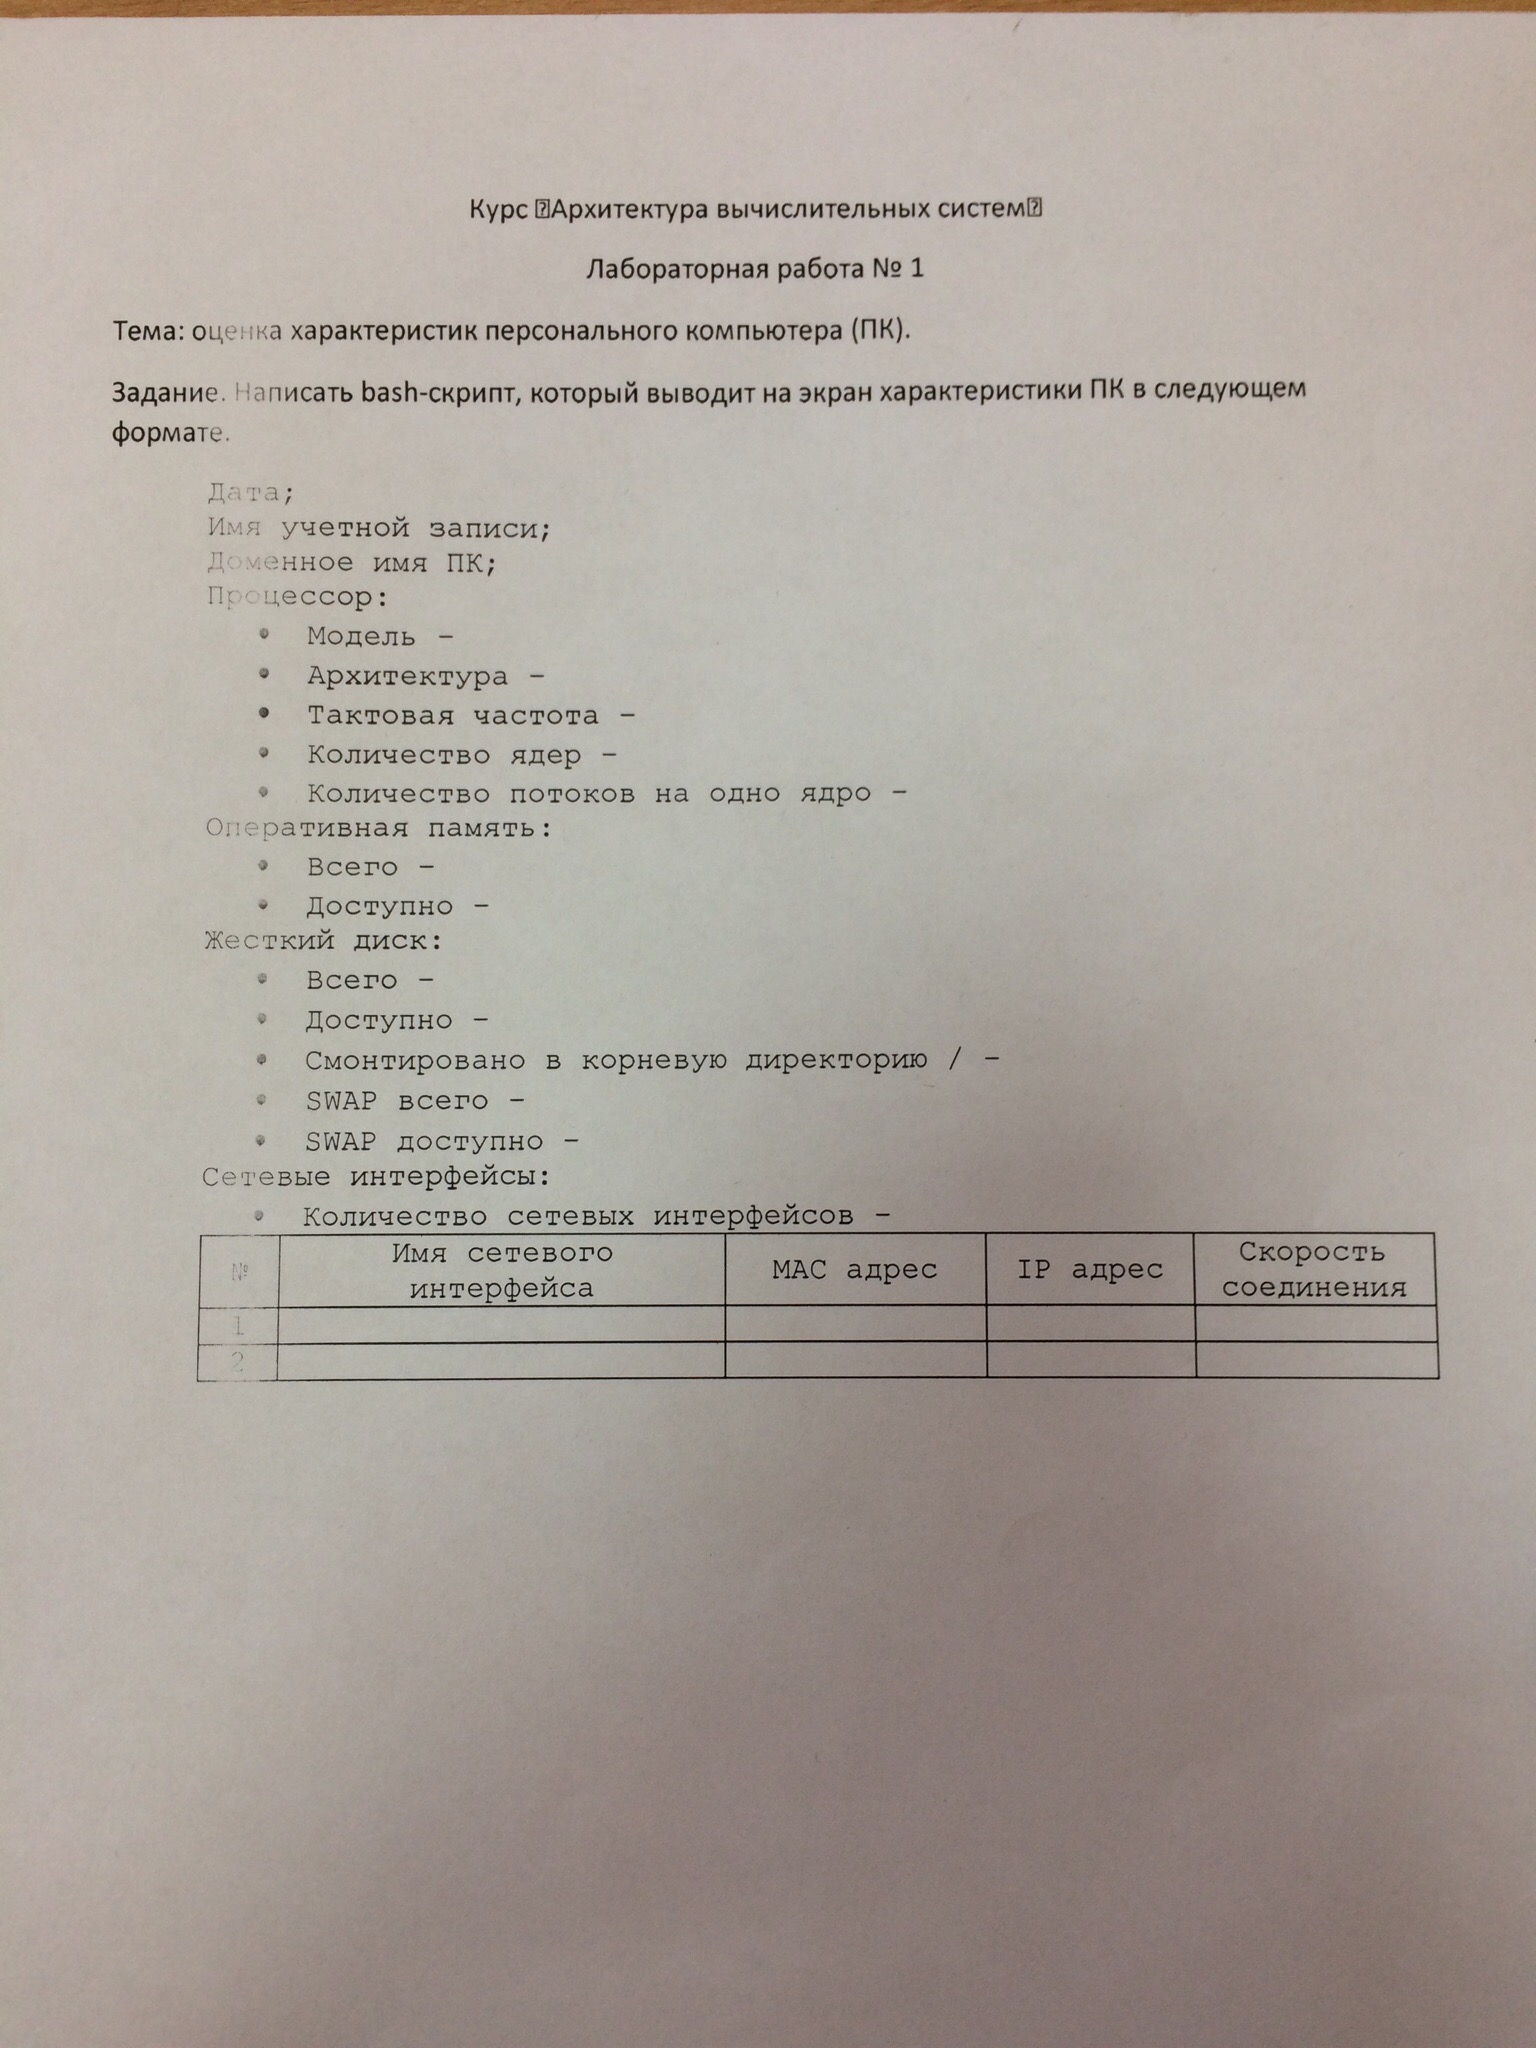 Курс �Архитектура вычислительных систем�
Лабораторная работа № 1
Тема: оценка характеристик персонального компьютера (ПК).
Задание. Написать bash-скрипт, который выводит на экран характеристики ПК в следующем
формате.
Дата;
Имя учетной записи;
Доменное имя ПК;
Процессор:
• Модель –
• Архитектура –
• Тактовая частота –
• Количество ядер –
• Количество потоков на одно ядро –
Оперативная память:
• Всего –
• Доступно –
Жесткий диск:
• Всего –
• Доступно –
• Смонтировано в корневую директорию / –
• SWAP всего –
• SWAP доступно –
Сетевые интерфейсы:
• Количество сетевых интерфейсов –
№ Имя сетевого интерфейса MAC адрес IP адрес Скорость соединения
1
2